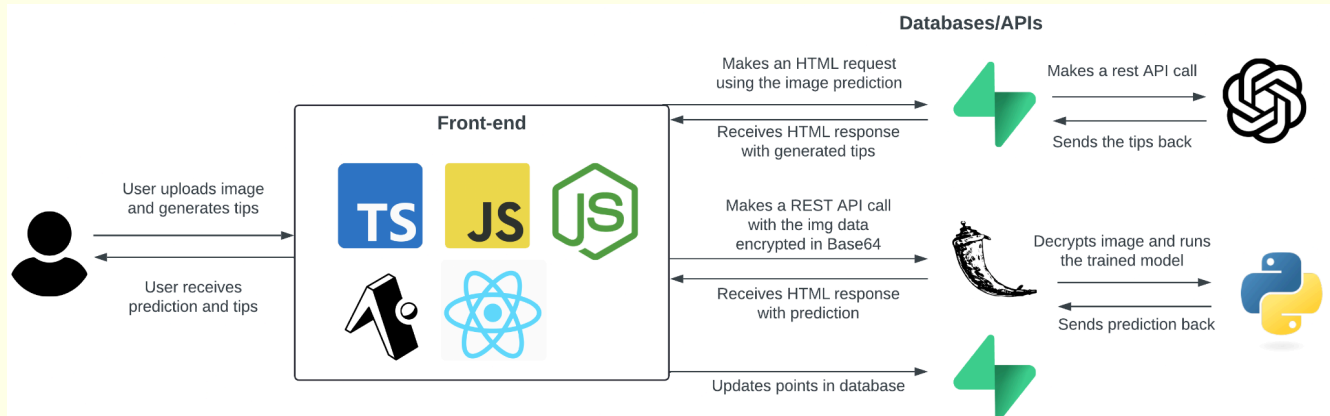 Databases/APIs
Makes an HTML request
using the image prediction
Makes a rest API call
Front-end
Receives HTML response
with generated tips
Sends the tips back
User uploads image
and generates tips
TS
JS
JS
Makes a REST API call
with the img data
encrypted in Base64
Decrypts image and runs
the trained model
User receives
prediction and tips
Receives HTML response
with prediction
Sends prediction back
Updates points in database